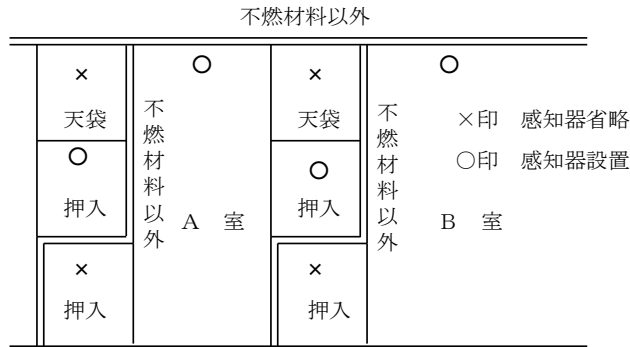 不燃材料以外
× ○ × ○
天袋 天袋
不燃材料以外
不燃材料以外
×印 感知器省略
○印 感知器設置
○ ○
押入 押入
A 室
B 室
× ×
押入 押入